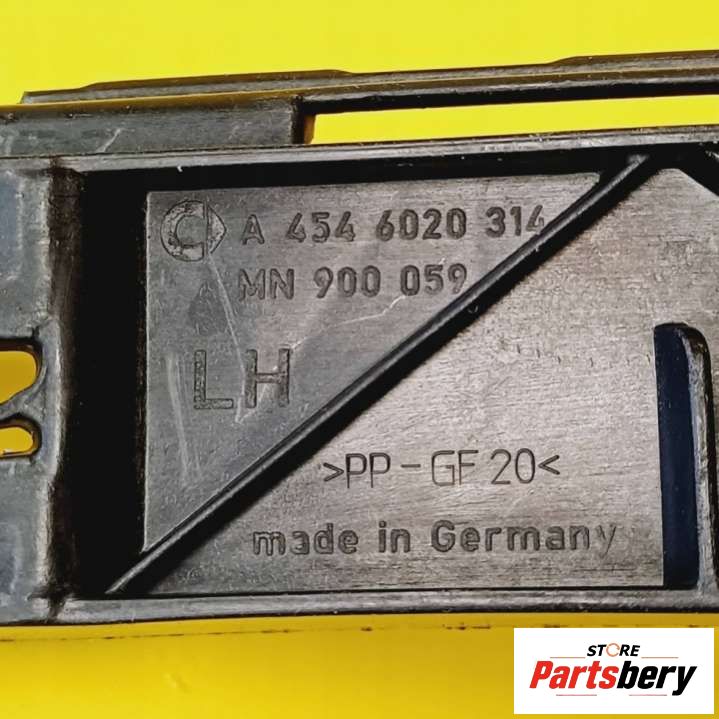 A 454 6020 314
MN 900 059
LH
>PP-GF 20<
made in Germany
STORE
Partsbery